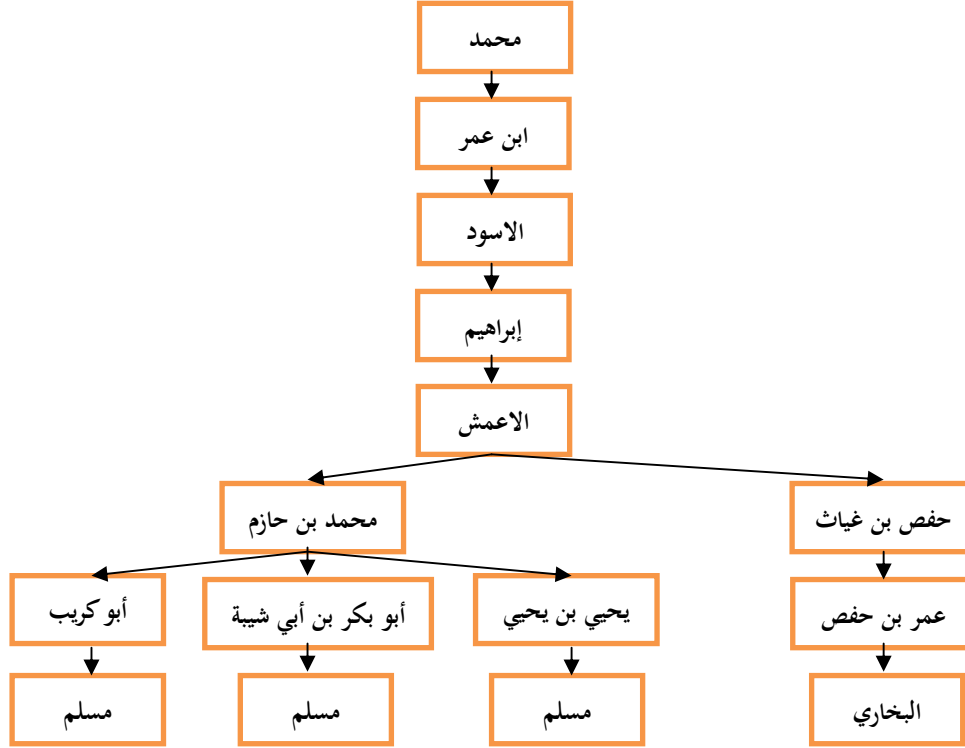 محمد
ابن عمر
الاسود
إبراهيم
الاعمش
حفص بن غياث
محمد بن حازم
عمر بن حفص
يحيي بن يحيي
أبو بكر بن أبي شيبة
أبو كريب
البخاري
مسلم
مسلم
مسلم